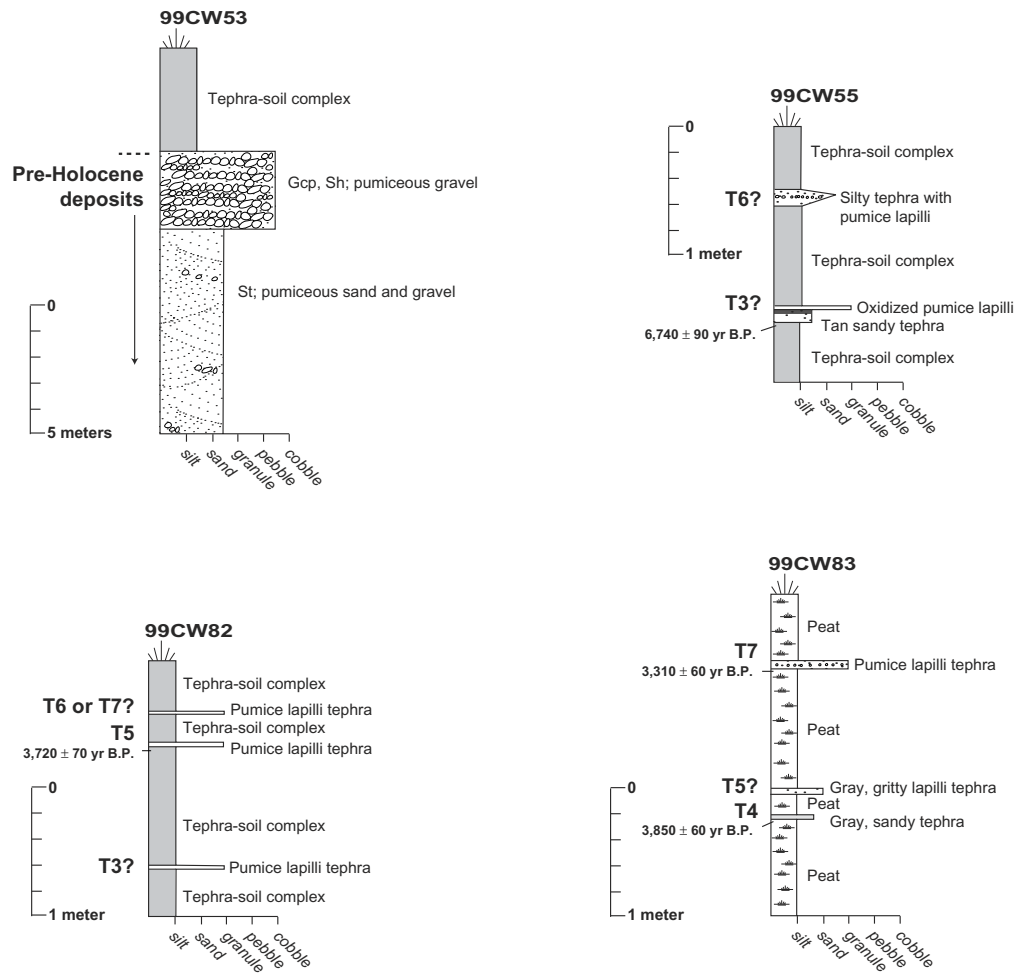 99CW53
Tephra-soil complex
Pre-Holocene
deposits
Gcp, Sh; pumiceous gravel
St; pumiceous sand and gravel
0
5 meters
silt
sand
granule
pebble
cobble
99CW55
0
Tephra-soil complex
T6?
Silty tephra with
pumice lapilli
1 meter
Tephra-soil complex
T3?
Oxidized pumice lapilli
Tan sandy tephra
6,740 ± 90 yr B.P.
Tephra-soil complex
silt
sand
granule
pebble
cobble
99CW82
Tephra-soil complex
T6 or T7?
Pumice lapilli tephra
Tephra-soil complex
T5
Pumice lapilli tephra
3,720 ± 70 yr B.P.
0
Tephra-soil complex
T3?
Pumice lapilli tephra
Tephra-soil complex
1 meter
silt
sand
granule
pebble
cobble
99CW83
Peat
T7
Pumice lapilli tephra
3,310 ± 60 yr B.P.
Peat
0
T5?
Gray, gritty lapilli tephra
Peat
T4
Gray, sandy tephra
3,850 ± 60 yr B.P.
Peat
1 meter
silt
sand
granule
pebble
cobble